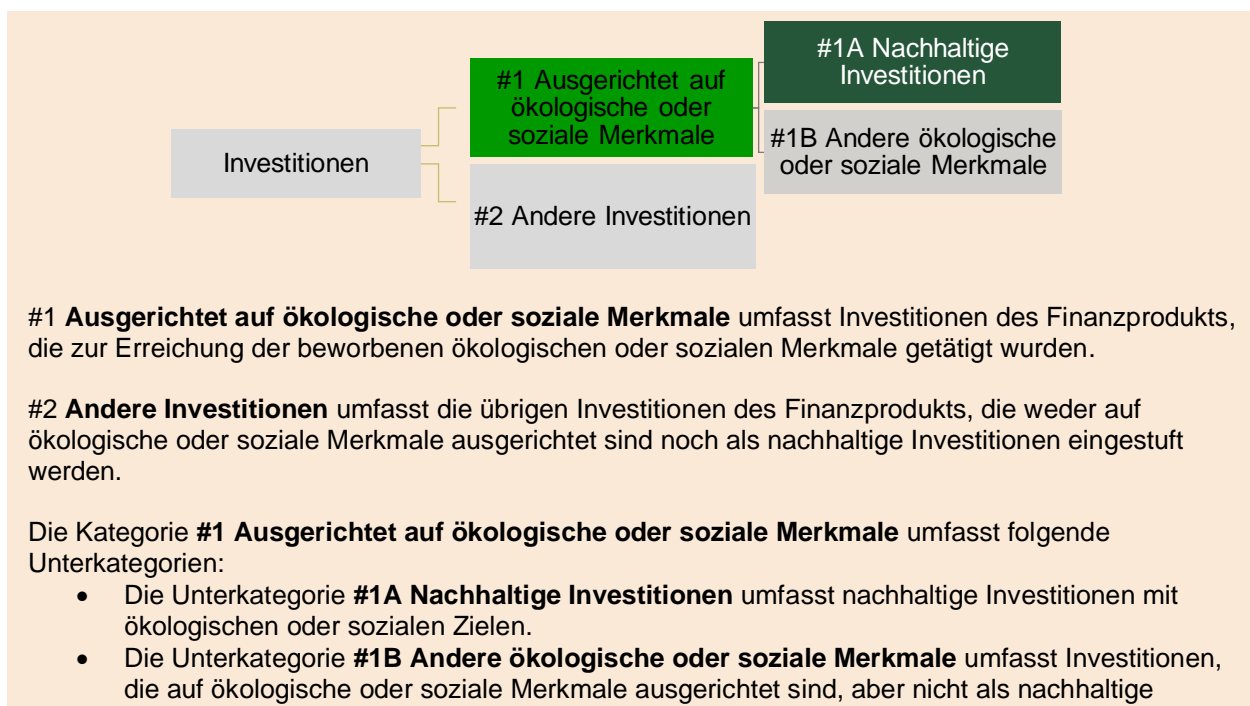 #1A Nachhaltige
Investitionen
#1 Ausgerichtet auf
ökologische oder
soziale Merkmale
#1B Andere ökologische
oder soziale Merkmale
Investitionen
#2 Andere Investitionen
#1 Ausgerichtet auf ökologische oder soziale Merkmale umfasst Investitionen des Finanzprodukts,
die zur Erreichung der beworbenen ökologischen oder sozialen Merkmale getätigt wurden.
#2 Andere Investitionen umfasst die übrigen Investitionen des Finanzprodukts, die weder auf
ökologische oder soziale Merkmale ausgerichtet sind noch als nachhaltige Investitionen eingestuft
werden.
Die Kategorie #1 Ausgerichtet auf ökologische oder soziale Merkmale umfasst folgende
Unterkategorien:
• Die Unterkategorie #1A Nachhaltige Investitionen umfasst nachhaltige Investitionen mit
ökologischen oder sozialen Zielen.
• Die Unterkategorie #1B Andere ökologische oder soziale Merkmale umfasst Investitionen,
die auf ökologische oder soziale Merkmale ausgerichtet sind, aber nicht als nachhaltige